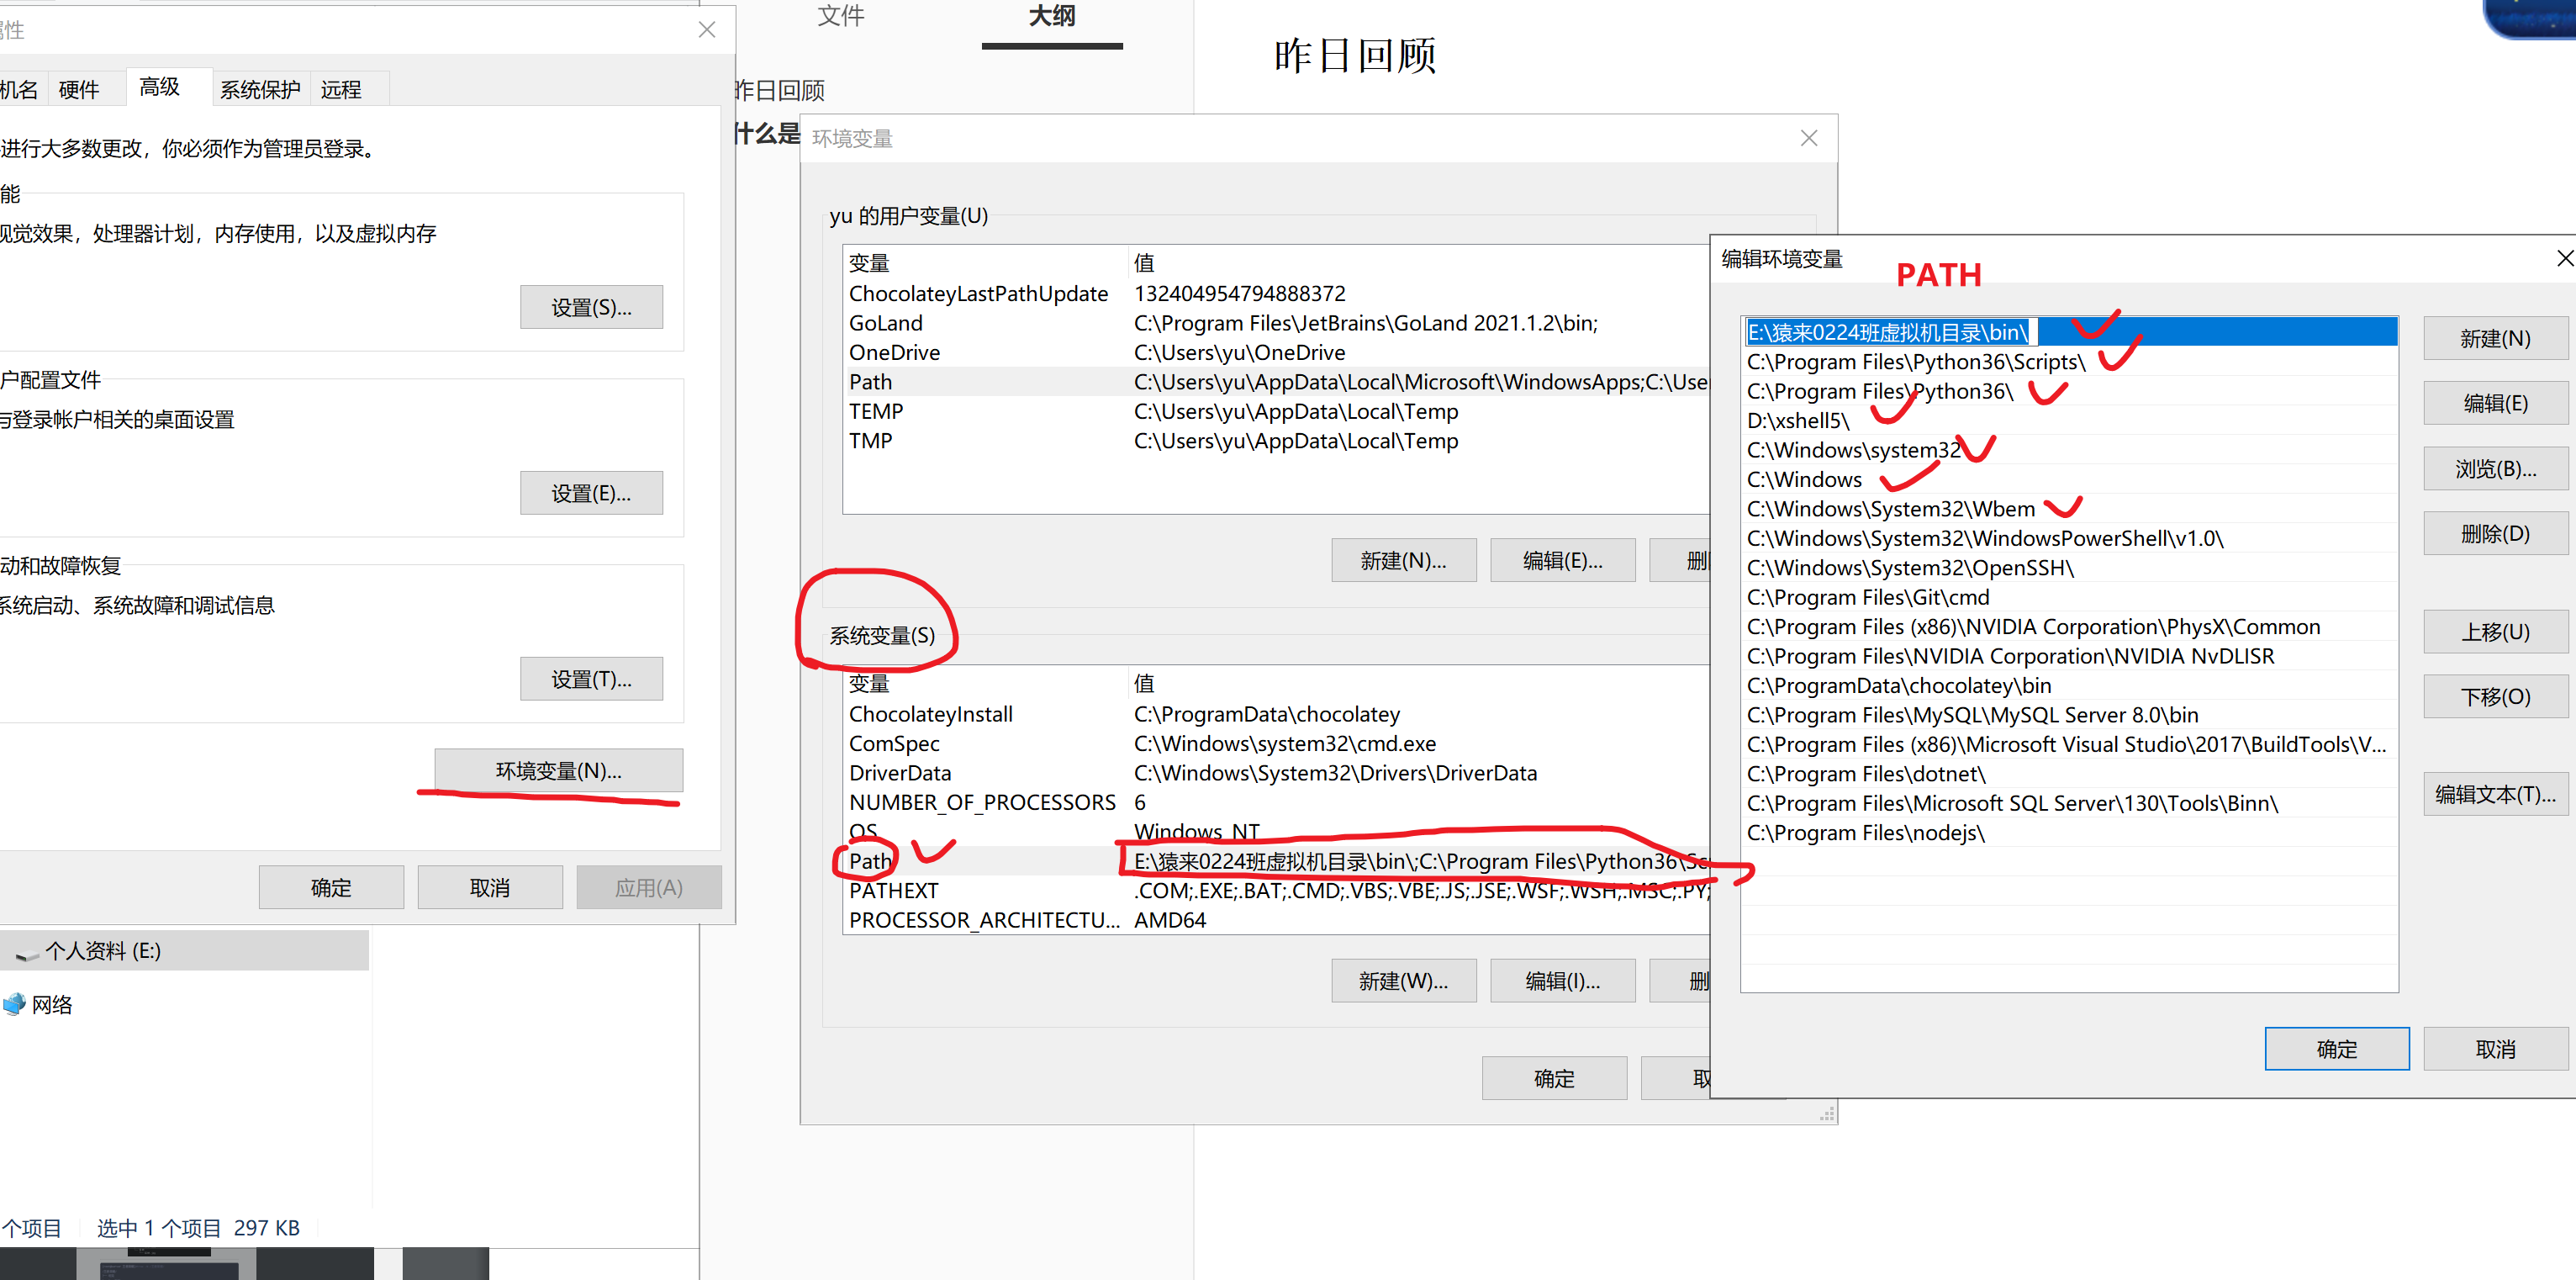 属性
机名 硬件 高级 系统保护 远程
进行大多数更改，你必须作为管理员登录。
能
视觉效果，处理器计划，内存使用，以及虚拟内存
设置(S)...
户配置文件
与登录帐户相关的桌面设置
设置(E)...
动和故障恢复
系统启动、系统故障和调试信息
设置(T)...
环境变量(N)...
确定 取消 应用(A)
个人资料 (E:)
网络
个项目 选中 1 个项目 297 KB
文件 大纲
昨日回顾
什么是
昨日回顾
环境变量
yu 的用户变量(U)
变量 值
ChocolateyLastPathUpdate 132404954794888372
GoLand C:\Program Files\JetBrains\GoLand 2021.1.2\bin;
OneDrive C:\Users\yu\OneDrive
Path C:\Users\yu\AppData\Local\Microsoft\WindowsApps;C:\User
TEMP C:\Users\yu\AppData\Local\Temp
TMP C:\Users\yu\AppData\Local\Temp
新建(N)... 编辑(E)... 删
系统变量(S)
变量 值
ChocolateyInstall C:\ProgramData\chocolatey
ComSpec C:\Windows\system32\cmd.exe
DriverData C:\Windows\System32\Drivers\DriverData
NUMBER_OF_PROCESSORS 6
OS Windows_NT
Path E:\猿来0224班虚拟机目录\bin\;C:\Program Files\Python36\Sc
PATHEXT .COM;.EXE;.BAT;.CMD;.VBS;.VBE;.JS;.JSE;.WSF;.WSH;.MSC;.PY;
PROCESSOR_ARCHITECTU... AMD64
新建(W)... 编辑(I)... 删
确定 取
编辑环境变量
PATH
E:\猿来0224班虚拟机目录\bin\
C:\Program Files\Python36\Scripts\
C:\Program Files\Python36\
D:\xshell5\
C:\Windows\system32
C:\Windows
C:\Windows\System32\Wbem
C:\Windows\System32\WindowsPowerShell\v1.0\
C:\Windows\System32\OpenSSH\
C:\Program Files\Git\cmd
C:\Program Files (x86)\NVIDIA Corporation\PhysX\Common
C:\Program Files\NVIDIA Corporation\NVIDIA NvDLISR
C:\ProgramData\chocolatey\bin
C:\Program Files\MySQL\MySQL Server 8.0\bin
C:\Program Files (x86)\Microsoft Visual Studio\2017\BuildTools\V...
C:\Program Files\dotnet\
C:\Program Files\Microsoft SQL Server\130\Tools\Binn\
C:\Program Files\nodejs\
新建(N)
编辑(E)
浏览(B)...
删除(D)
上移(U)
下移(O)
编辑文本(T)...
确定 取消